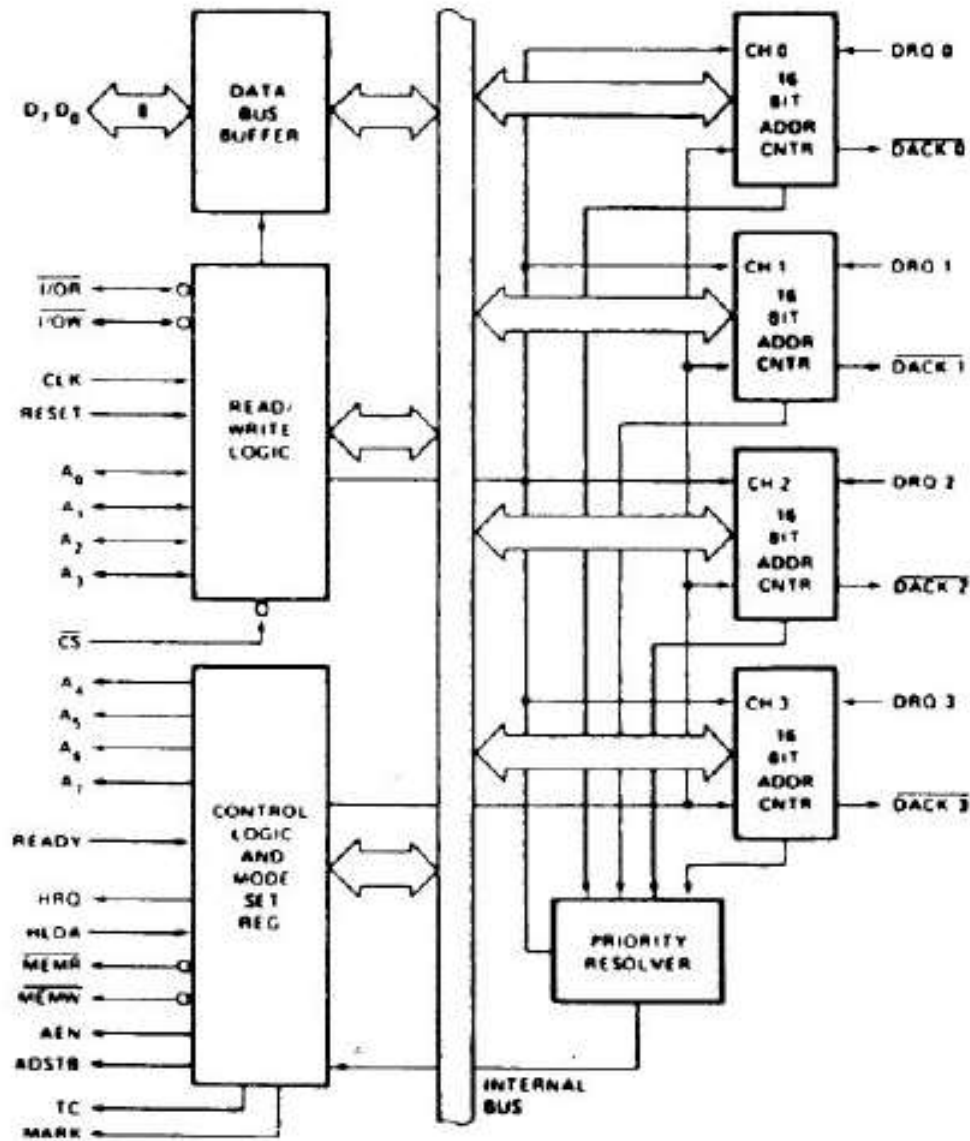 D7 D0
8
DATA
BUS
BUFFER
I/OR
I/OW
CLK
RESET
A0
A1
A2
A3
CS
READ/
WRITE
LOGIC
A4
A5
A6
A7
READY
HRQ
HLDA
MEMR
MEMW
AEN
ADSTB
TC
MARK
CONTROL
LOGIC
AND
MODE
SET
REG
CH 0
16
BIT
ADDR
CNTR
DRQ 0
DACK 0
CH 1
16
BIT
ADDR
CNTR
DRQ 1
DACK 1
CH 2
16
BIT
ADDR
CNTR
DRQ 2
DACK 2
CH 3
16
BIT
ADDR
CNTR
DRQ 3
DACK 3
PRIORITY
RESOLVER
INTERNAL
BUS